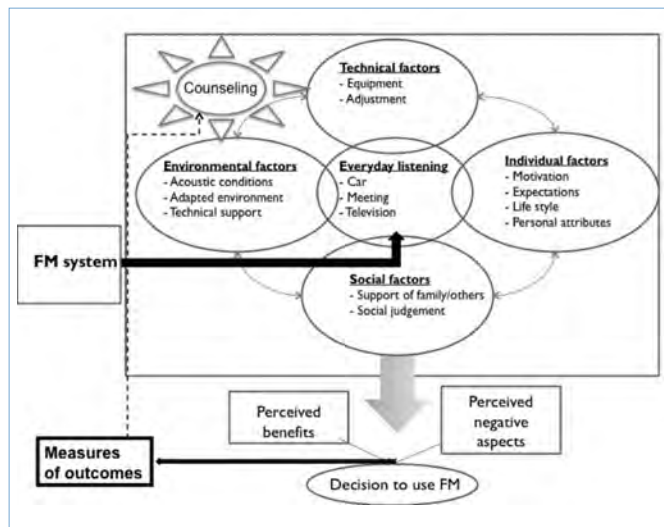 Counseling
Technical factors
- Equipment
- Adjustment
Environmental factors
- Acoustic conditions
- Adapted environment
- Technical support
Everyday listening
- Car
- Meeting
- Television
Individual factors
- Motivation
- Expectations
- Life style
- Personal attributes
FM system
Social factors
- Support of family/others
- Social judgement
Perceived
benefits
Perceived
negative
aspects
Measures
of outcomes
Decision to use FM